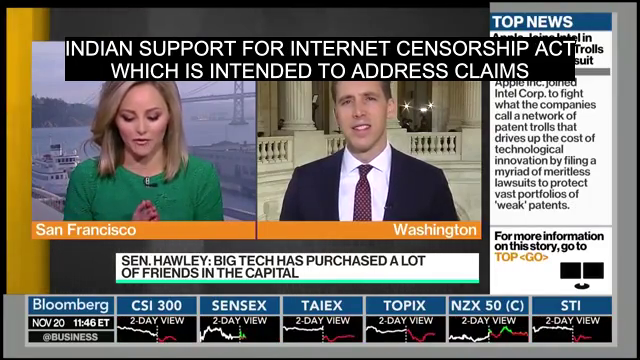 INDIAN SUPPORT FOR INTERNET CENSORSHIP ACT
WHICH IS INTENDED TO ADDRESS CLAIMS
TOP NEWS
Apple Joins Intel in
Trolls
Apple Inc. joined
Intel Corp. to fight
what the companies
call a network of
patent trolls that
drives up the cost of
technological
innovation by filing a
myriad of meritless
lawsuits to protect
vast portfolios of
'weak' patents.
For more information
on this story, go to
TOP <GO>
San Francisco
Washington
SEN. HAWLEY: BIG TECH HAS PURCHASED A LOT
OF FRIENDS IN THE CAPITAL
Bloomberg
CSI 300
SENSEX
TAIEX
TOPIX
NZX 50 (C)
STI
NOV 20 11:46 ET
@BUSINESS
2-DAY VIEW
2-DAY VIEW
2-DAY VIEW
2-DAY VIEW
2-DAY VIEW
2-DAY VIEW